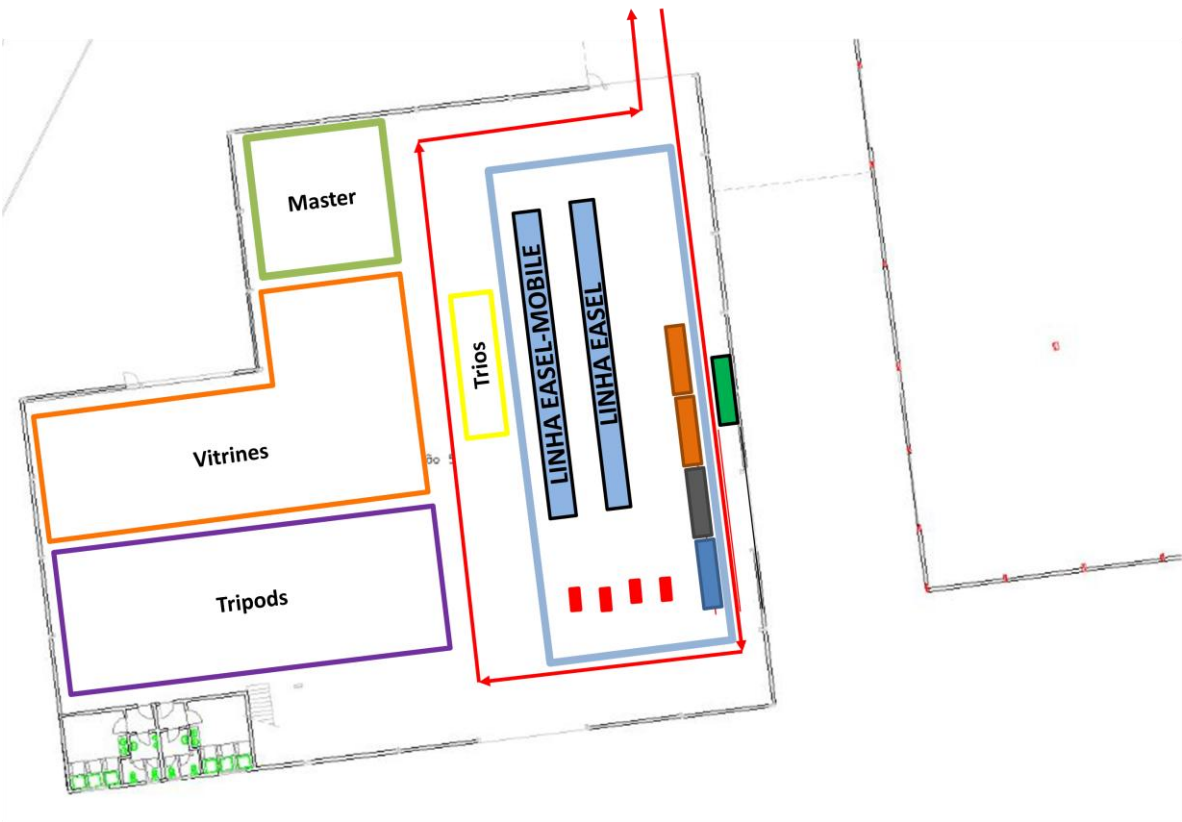 Master
LINHA EASEL-MOBILE
LINHA EASEL
Trios
Vitrines
Tripods